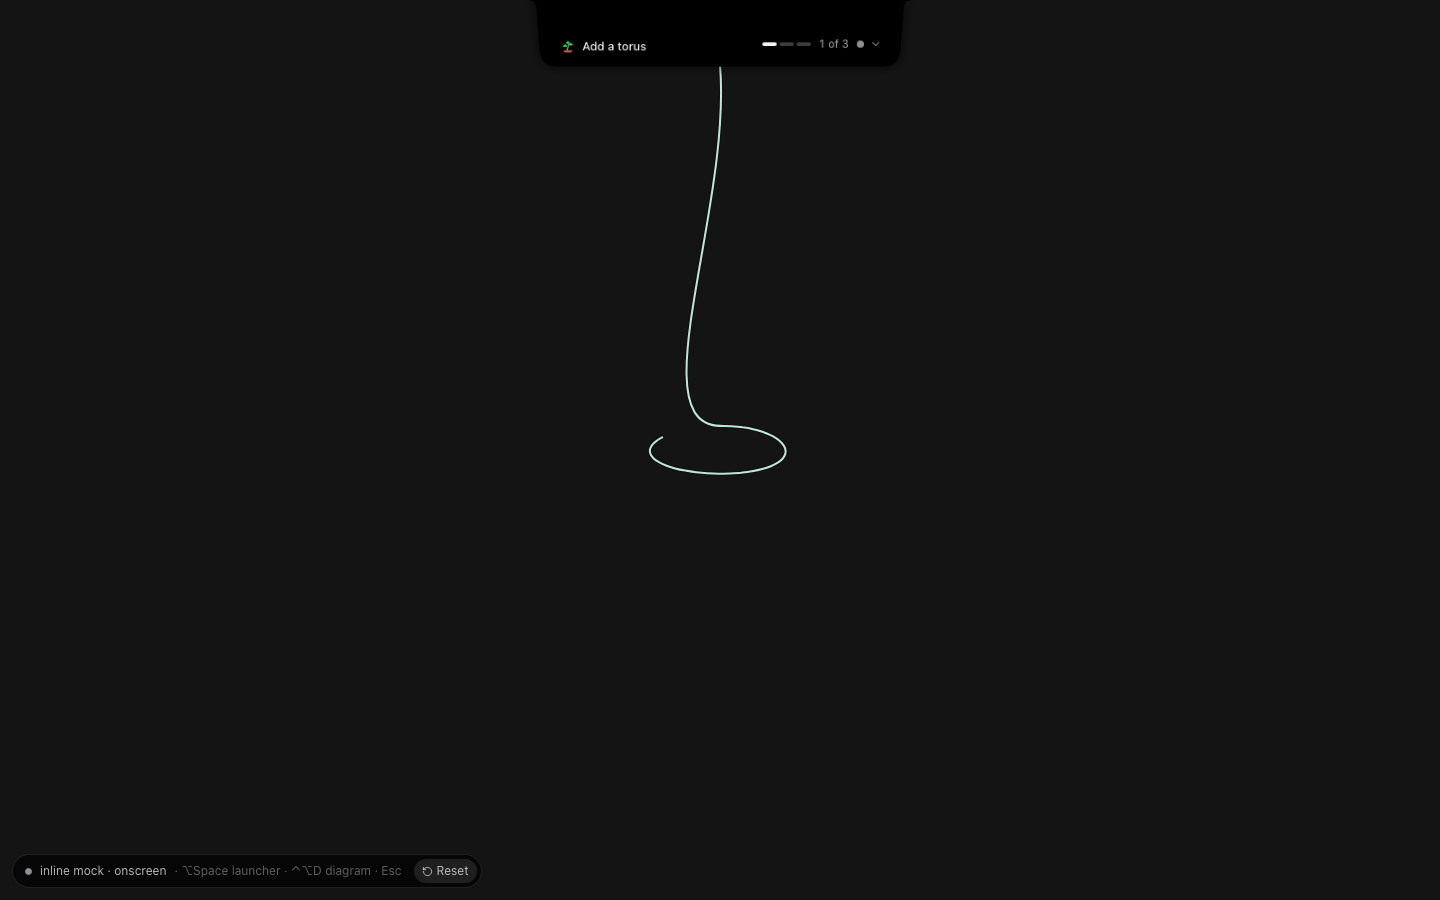 Add a torus
1 of 3
inline mock · onscreen · ⌥Space launcher · ^⌥D diagram · Esc
Reset